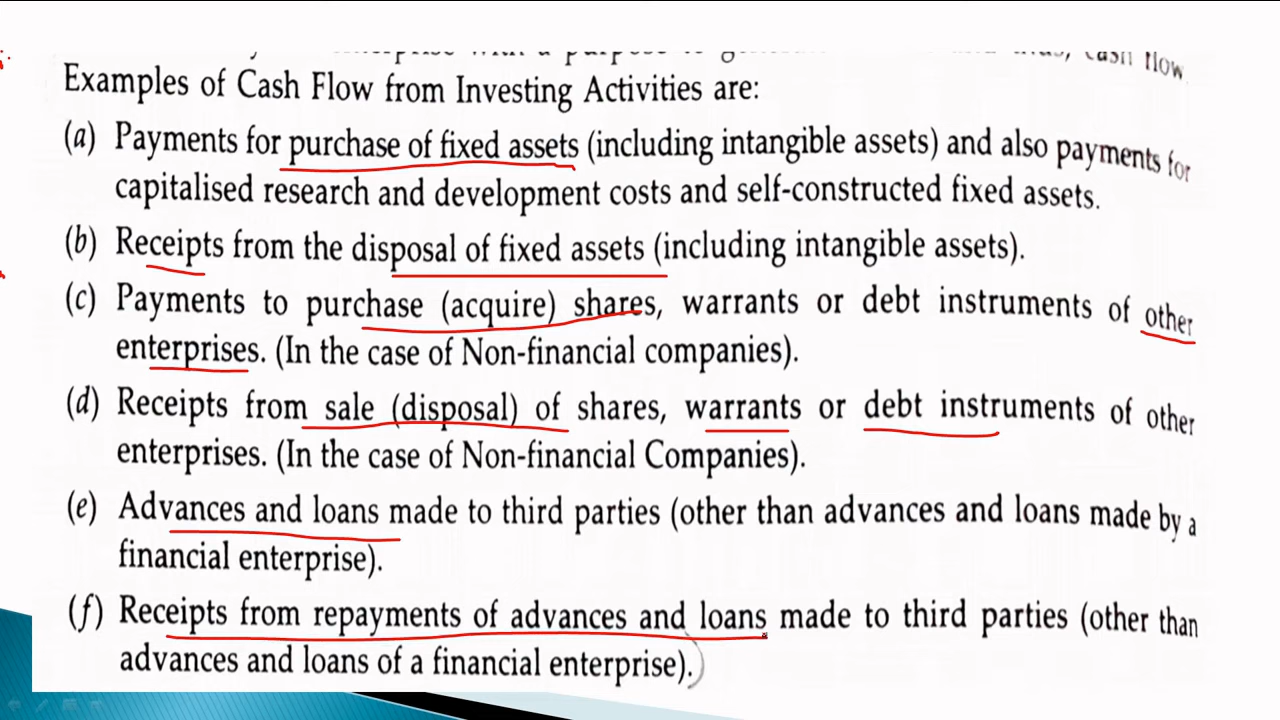 with a purpose to
cash flow
Examples of Cash Flow from Investing Activities are:
(a) Payments for purchase of fixed assets (including intangible assets) and also payments for
capitalised research and development costs and self-constructed fixed assets.
(b) Receipts from the disposal of fixed assets (including intangible assets).
(c) Payments to purchase (acquire) shares, warrants or debt instruments of other
enterprises. (In the case of Non-financial companies).
(d) Receipts from sale (disposal) of shares, warrants or debt instruments of other
enterprises. (In the case of Non-financial Companies).
(e) Advances and loans made to third parties (other than advances and loans made by a
financial enterprise).
(f) Receipts from repayments of advances and loans made to third parties (other than
advances and loans of a financial enterprise).